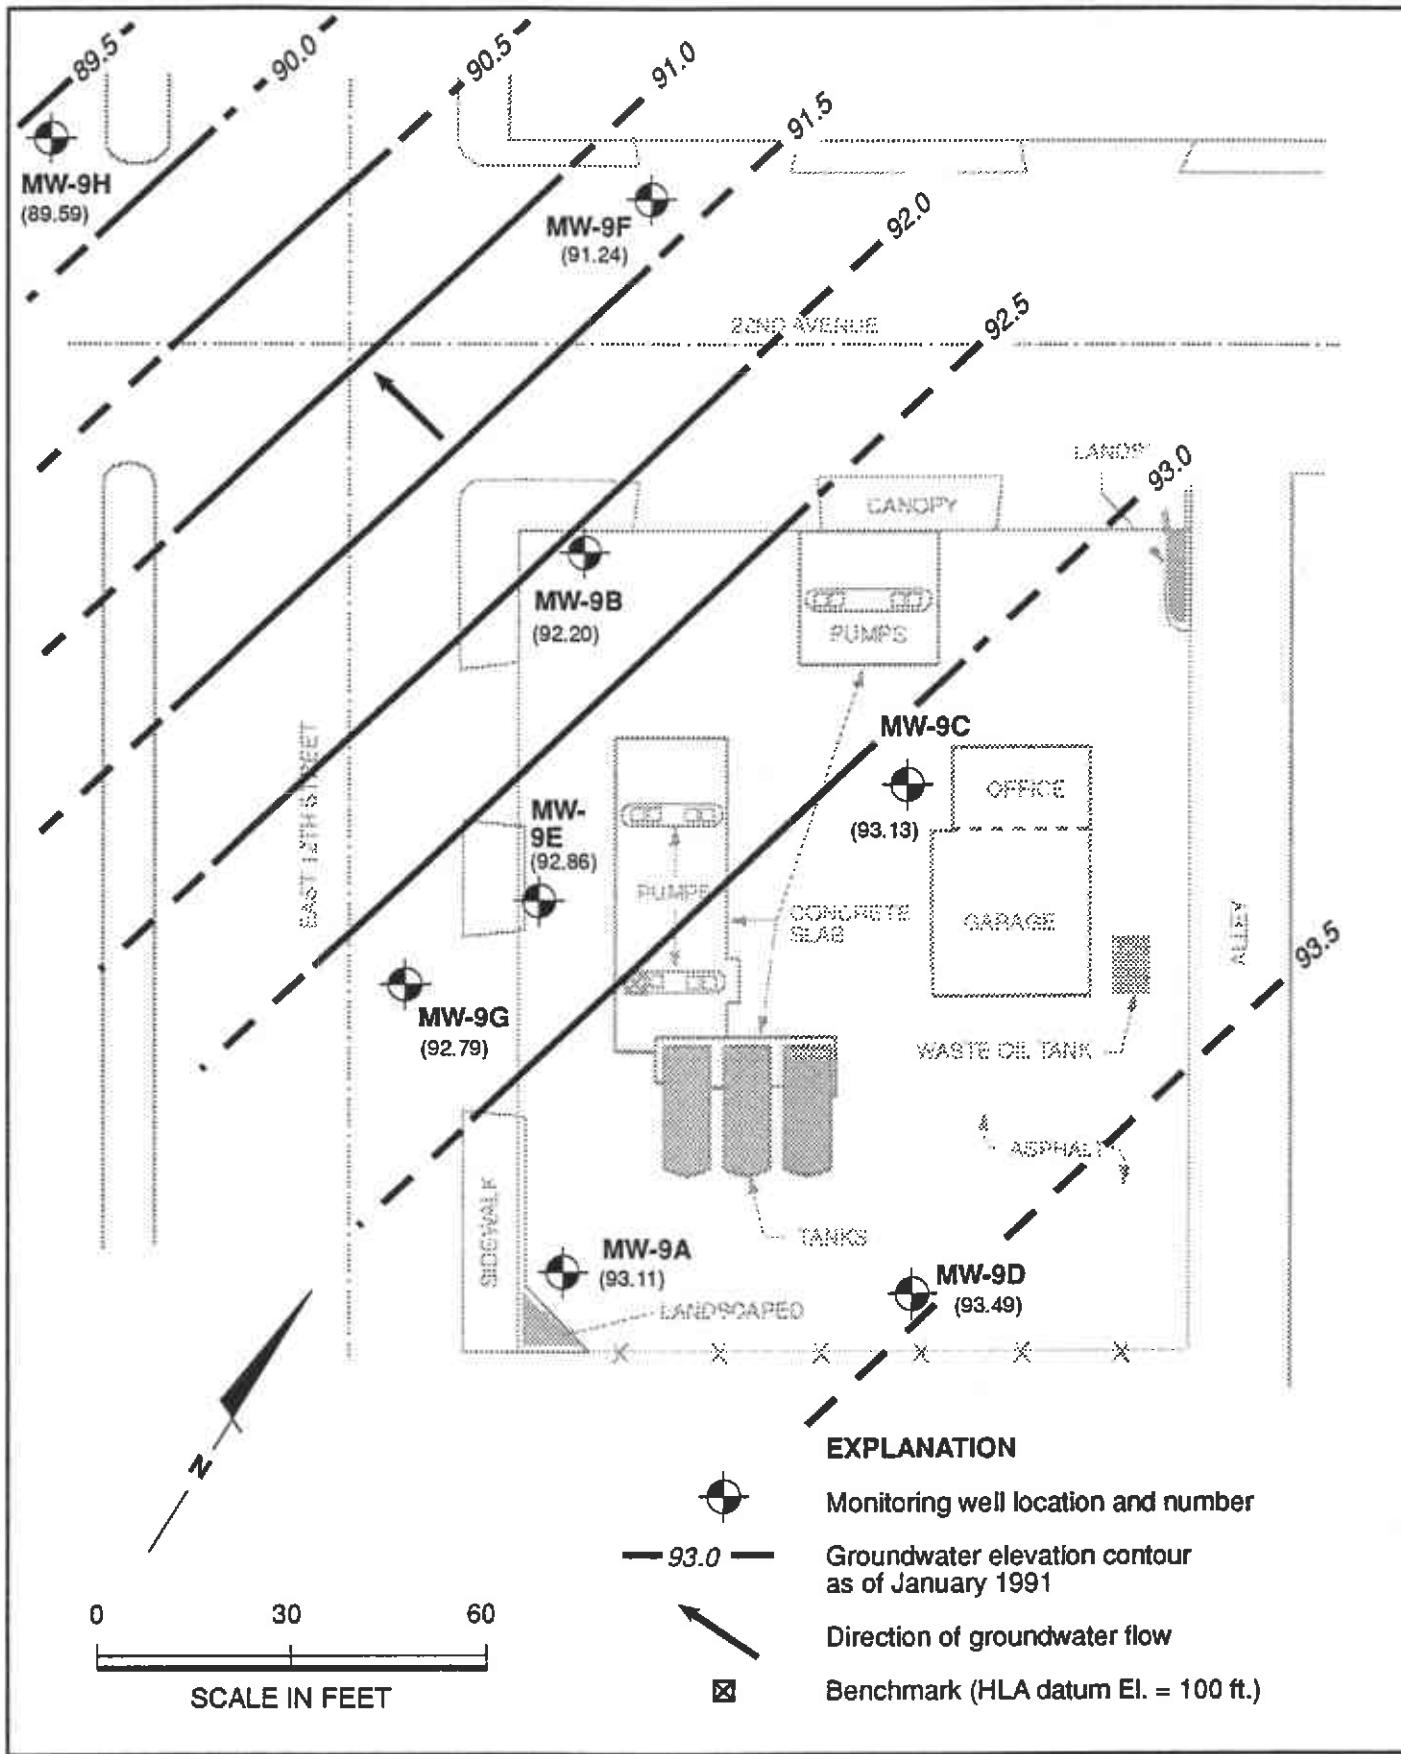 89.5
90.0
90.5
91.0
91.5
92.0
92.5
93.0
93.5
MW-9H
(89.59)
MW-9F
(91.24)
22ND AVENUE
CANOPY
MW-9B
(92.20)
PUMPS
EAST 12TH STREET
MW-9C
(93.13)
OFFICE
MW-
9E
(92.86)
PUMPS
CONCRETE
SLAB
GARAGE
ALLEY
MW-9G
(92.79)
WASTE OIL TANK
ASPHALT
SIDEWALK
TANKS
MW-9A
(93.11)
MW-9D
(93.49)
LANDSCAPED
N
EXPLANATION
Monitoring well location and number
93.0
Groundwater elevation contour
as of January 1991
Direction of groundwater flow
Benchmark (HLA datum El. = 100 ft.)
0 30 60
SCALE IN FEET